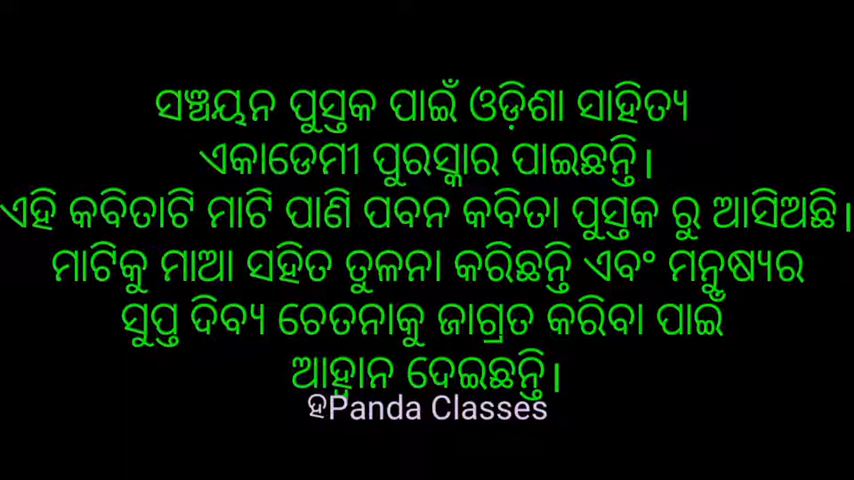 ସଞ୍ଚୟନ ପୁସ୍ତକ ପାଇଁ ଓଡ଼ିଶା ସାହିତ୍ୟ
ଏକାଡେମୀ ପୁରସ୍କାର ପାଇଛନ୍ତି।
ଏହି କବିତାଟି ମାଟି ପାଣି ପବନ କବିତା ପୁସ୍ତକ ରୁ ଆସିଅଛି।
ମାଟିକୁ ମାଆ ସହିତ ତୁଳନା କରିଛନ୍ତି ଏବଂ ମନୁଷ୍ୟର
ସୁପ୍ତ ଦିବ୍ୟ ଚେତନାକୁ ଜାଗ୍ରତ କରିବା ପାଇଁ
ଆହ୍ୱାନ ଦେଇଛନ୍ତି।
ହPanda Classes